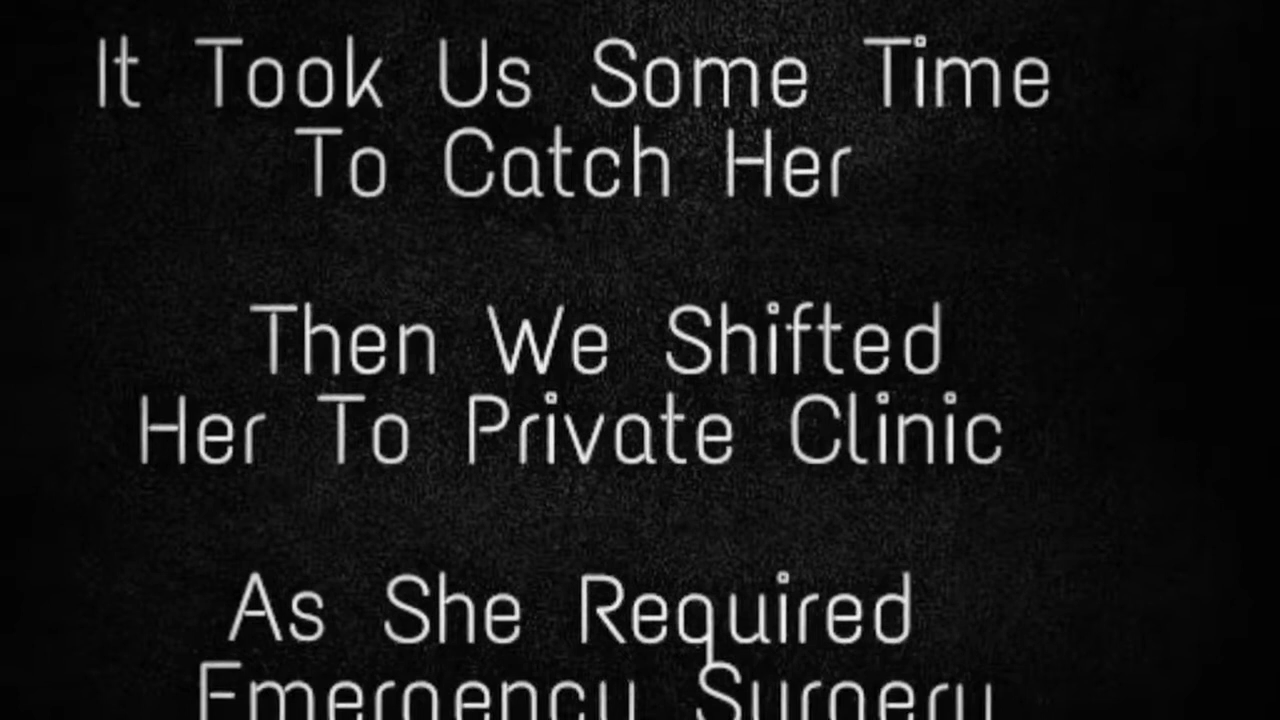 It Took Us Some Time
To Catch Her
Then We Shifted
Her To Private Clinic
As She Required
Emergency Surgery